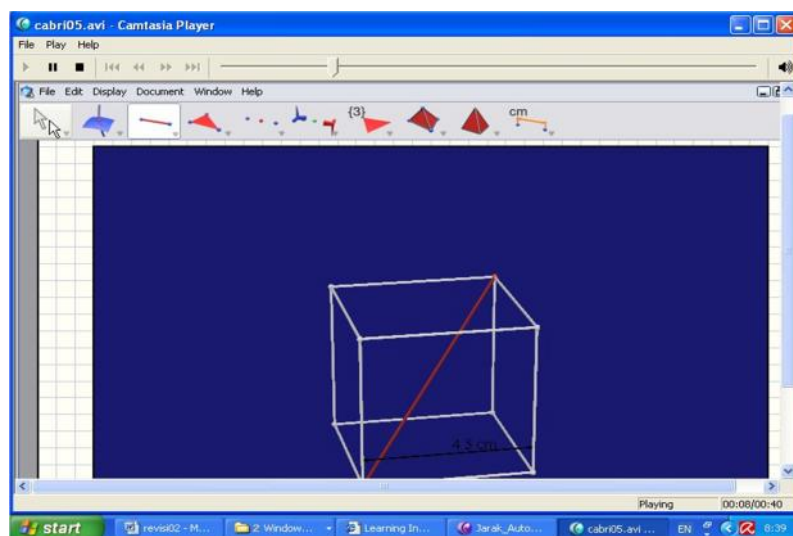 cabri05.avi - Camtasia Player
File Play Help
File Edit Display Document Window Help
{3}
cm
4.3 cm
Playing 00:08/00:40
start revisi02 - M... 2 Window... Learning In... Jarak_Auto... cabri05.avi ... EN 8:39